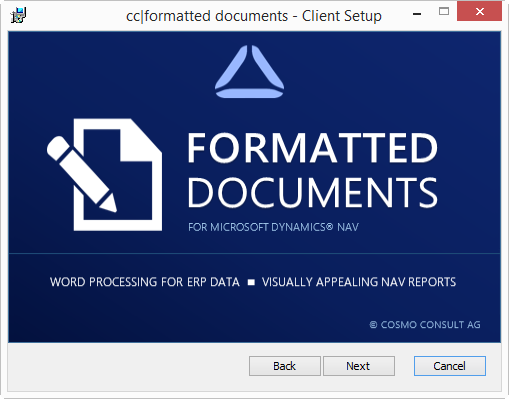 cc|formatted documents - Client Setup
FORMATTED
DOCUMENTS
FOR MICROSOFT DYNAMICS® NAV
WORD PROCESSING FOR ERP DATA ■ VISUALLY APPEALING NAV REPORTS
© COSMO CONSULT AG
Back Next Cancel